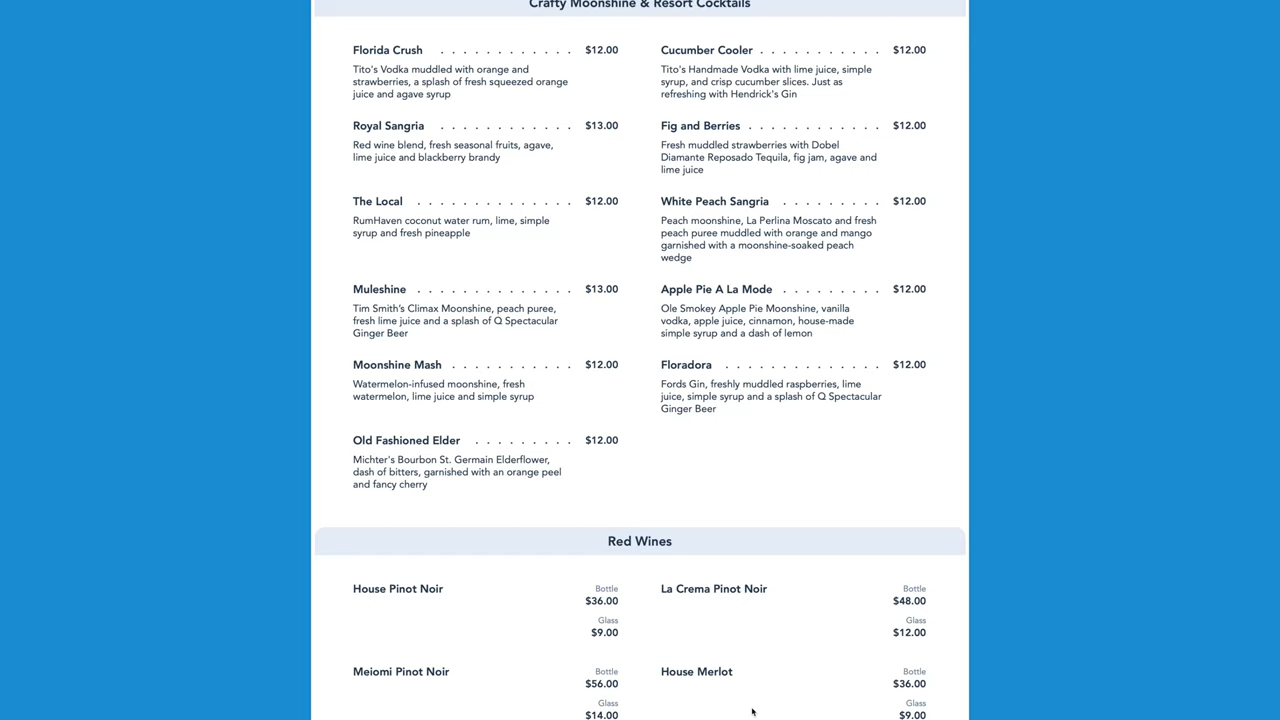 Crafty Moonshine & Resort Cocktails
Florida Crush . . . . . . . . . . . . $12.00
Tito's Vodka muddled with orange and
strawberries, a splash of fresh squeezed orange
juice and agave syrup
Cucumber Cooler . . . . . . . . . . $12.00
Tito's Handmade Vodka with lime juice, simple
syrup, and crisp cucumber slices. Just as
refreshing with Hendrick's Gin
Royal Sangria . . . . . . . . . . . . $13.00
Red wine blend, fresh seasonal fruits, agave,
lime juice and blackberry brandy
Fig and Berries . . . . . . . . . . . $12.00
Fresh muddled strawberries with Dobel
Diamante Reposado Tequila, fig jam, agave and
lime juice
The Local . . . . . . . . . . . . . . $12.00
RumHaven coconut water rum, lime, simple
syrup and fresh pineapple
White Peach Sangria . . . . . . . . . $12.00
Peach moonshine, La Perlina Moscato and fresh
peach puree muddled with orange and mango
garnished with a moonshine-soaked peach
wedge
Muleshine . . . . . . . . . . . . . . $13.00
Tim Smith’s Climax Moonshine, peach puree,
fresh lime juice and a splash of Q Spectacular
Ginger Beer
Apple Pie A La Mode . . . . . . . . . $12.00
Ole Smokey Apple Pie Moonshine, vanilla
vodka, apple juice, cinnamon, house-made
simple syrup and a dash of lemon
Moonshine Mash . . . . . . . . . . . $12.00
Watermelon-infused moonshine, fresh
watermelon, lime juice and simple syrup
Floradora . . . . . . . . . . . . . $12.00
Fords Gin, freshly muddled raspberries, lime
juice, simple syrup and a splash of Q Spectacular
Ginger Beer
Old Fashioned Elder . . . . . . . . . $12.00
Michter's Bourbon St. Germain Elderflower,
dash of bitters, garnished with an orange peel
and fancy cherry
Red Wines
House Pinot Noir
Bottle
$36.00
Glass
$9.00
La Crema Pinot Noir
Bottle
$48.00
Glass
$12.00
Meiomi Pinot Noir
Bottle
$56.00
Glass
$14.00
House Merlot
Bottle
$36.00
Glass
$9.00